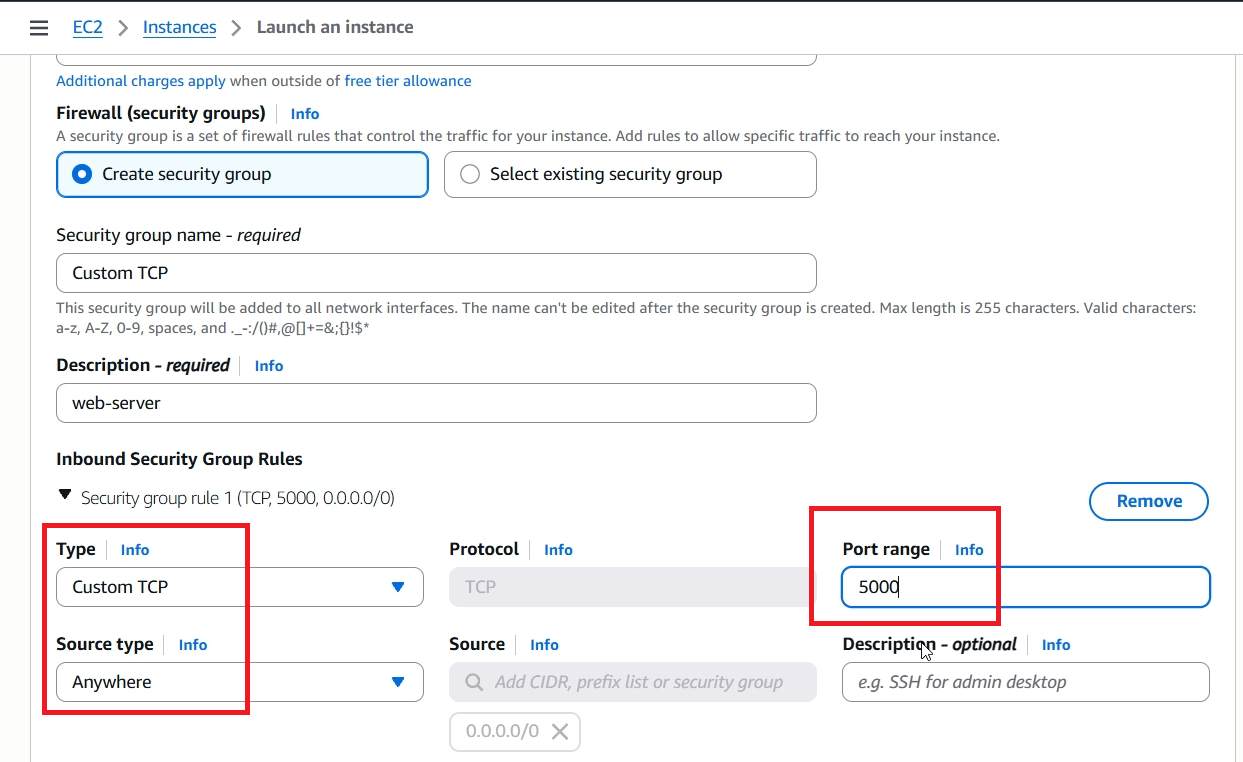 EC2 > Instances > Launch an instance
Additional charges apply when outside of free tier allowance
Firewall (security groups) Info
A security group is a set of firewall rules that control the traffic for your instance. Add rules to allow specific traffic to reach your instance.
Create security group Select existing security group
Security group name - required
Custom TCP
This security group will be added to all network interfaces. The name can't be edited after the security group is created. Max length is 255 characters. Valid characters:
a-z, A-Z, 0-9, spaces, and ._-:/()#,@[]+=&;{}!$*
Description - required Info
web-server
Inbound Security Group Rules
Security group rule 1 (TCP, 5000, 0.0.0.0/0)
Remove
Type Info Protocol Info Port range Info
Custom TCP TCP 5000
Source type Info Source Info Description - optional Info
Anywhere Add CIDR, prefix list or security group e.g. SSH for admin desktop
0.0.0.0/0